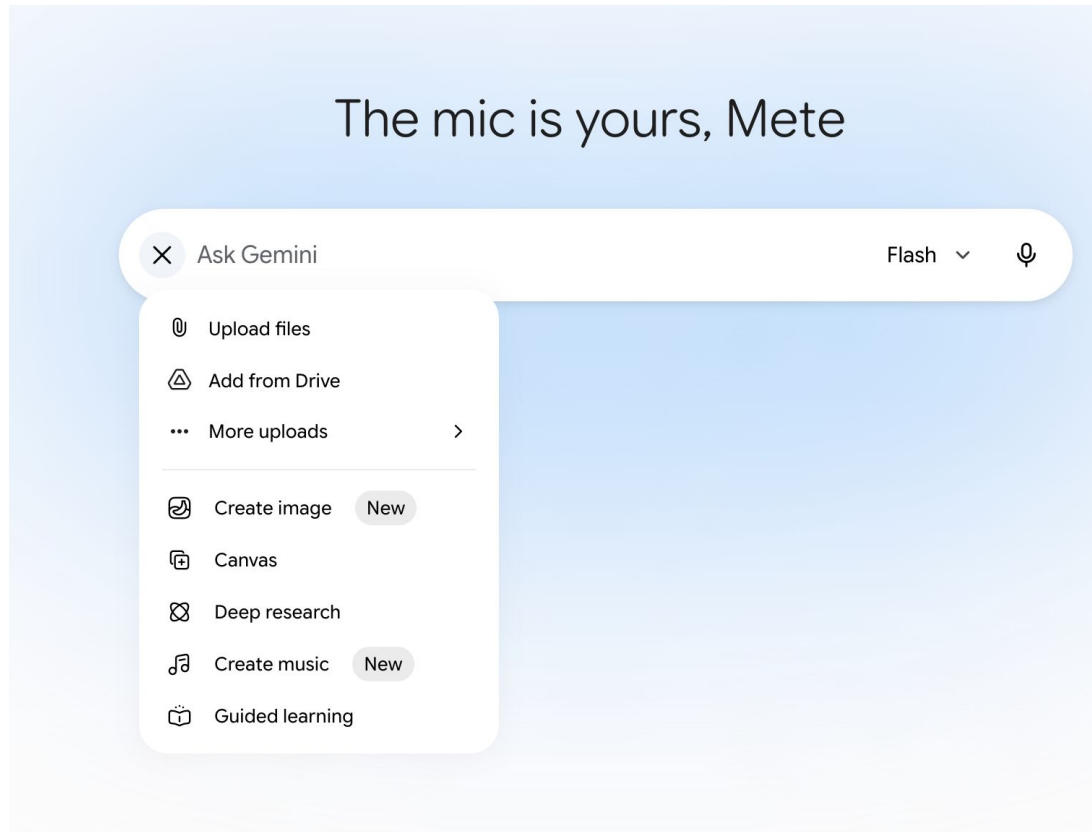 The mic is yours, Mete
Ask Gemini
Flash
Upload files
Add from Drive
More uploads
Create image New
Canvas
Deep research
Create music New
Guided learning